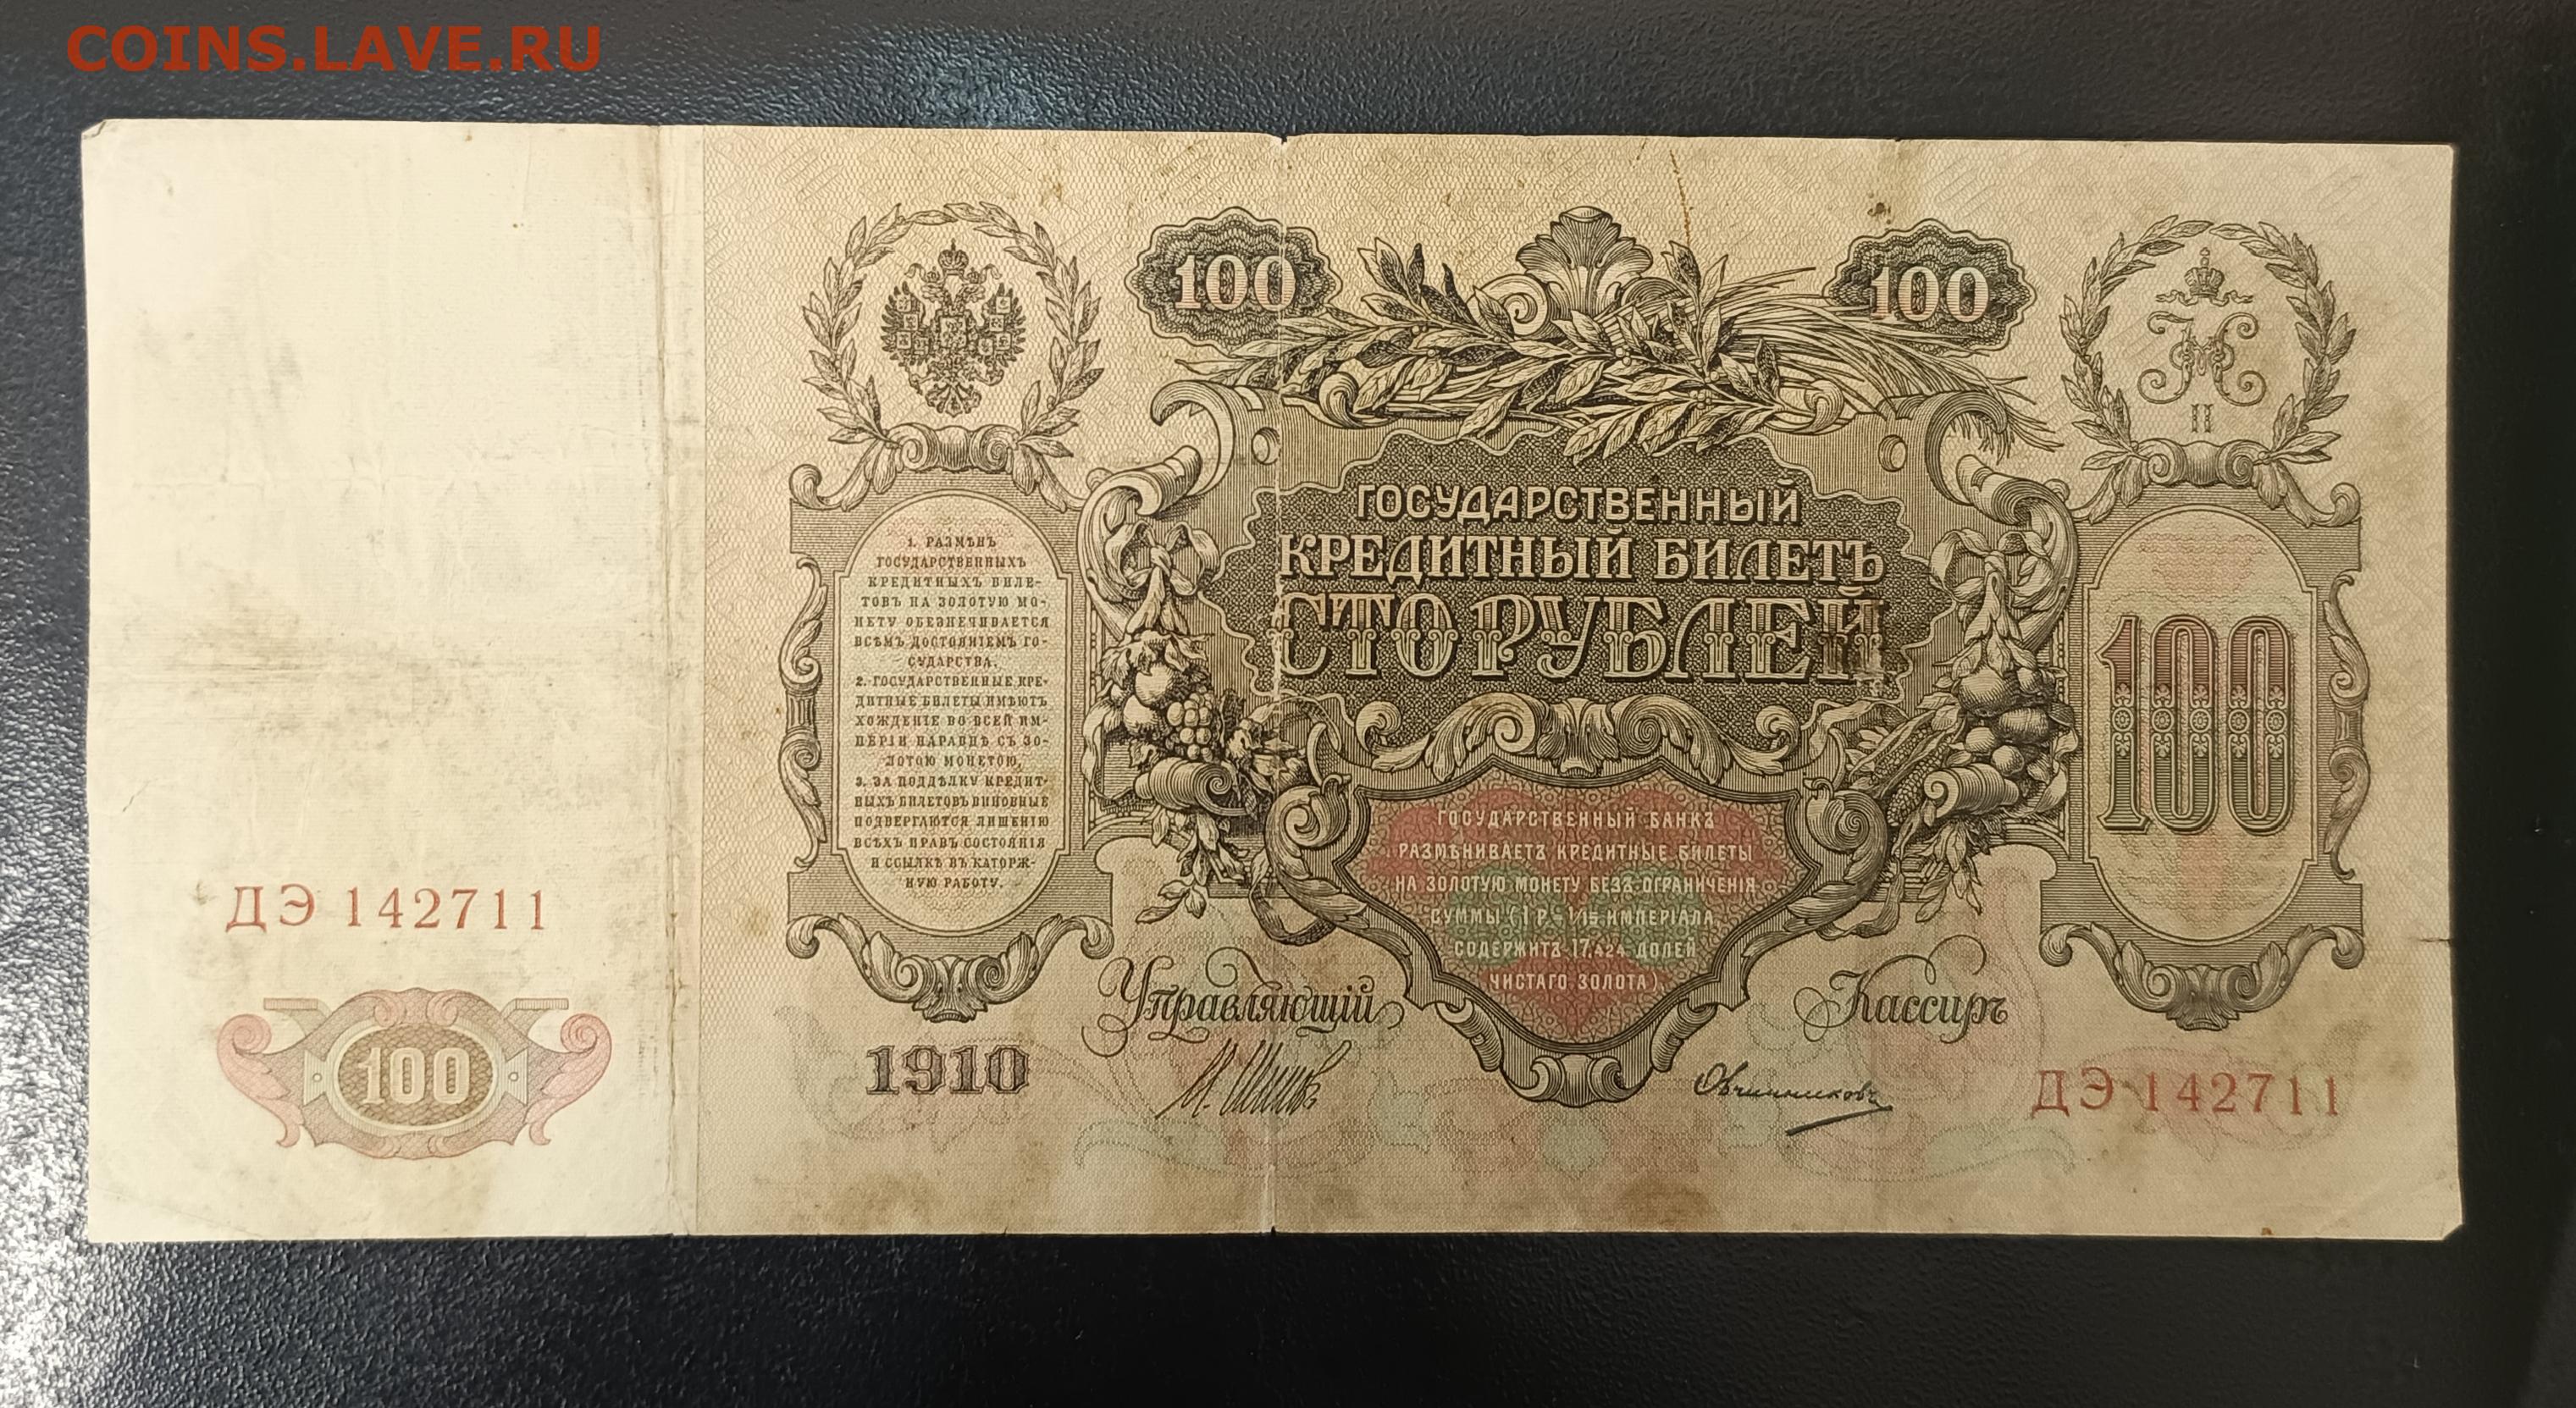 COINS.LAVE.RU
100
100
II
ГОСУДАРСТВЕННЫЙ
КРЕДИТНЫЙ БИЛЕТЪ
СТО РУБЛЕЙ
1. РАЗМѢНЪ
ГОСУДАРСТВЕННЫХЪ
КРЕДИТНЫХЪ БИЛЕ-
ТОВЪ НА ЗОЛОТУЮ МО-
НЕТУ ОБЕЗПЕЧИВАЕТСЯ
ВСѢМЪ ДОСТОЯНІЕМЪ ГО-
СУДАРСТВА.
2. ГОСУДАРСТВЕННЫЕ КРЕ-
ДИТНЫЕ БИЛЕТЫ ИМѢЮТЪ
ХОЖДЕНІЕ ВО ВСЕЙ ИМ-
ПЕРІИ НАРАВНѢ СЪ ЗО-
ЛОТОЮ МОНЕТОЮ.
3. ЗА ПОДДѢЛКУ КРЕДИТ-
НЫХЪ БИЛЕТОВЪ ВИНОВНЫЕ
ПОДВЕРГАЮТСЯ ЛИШЕНІЮ
ВСѢХЪ ПРАВЪ СОСТОЯНІЯ
И ССЫЛКѢ ВЪ КАТОРЖ-
НУЮ РАБОТУ.
100
ГОСУДАРСТВЕННЫЙ БАНКЪ
РАЗМѢНИВАЕТЪ КРЕДИТНЫЕ БИЛЕТЫ
НА ЗОЛОТУЮ МОНЕТУ БЕЗЪ ОГРАНИЧЕНІЯ
СУММЫ (1 Р.= 1/15 ИМПЕРІАЛА,
СОДЕРЖИТЪ 17,424 ДОЛЕЙ
ЧИСТАГО ЗОЛОТА).
ДЭ 142711
Управляющій
Кассиръ
100
1910
И. Шиповъ
Овчинниковъ
ДЭ 142711